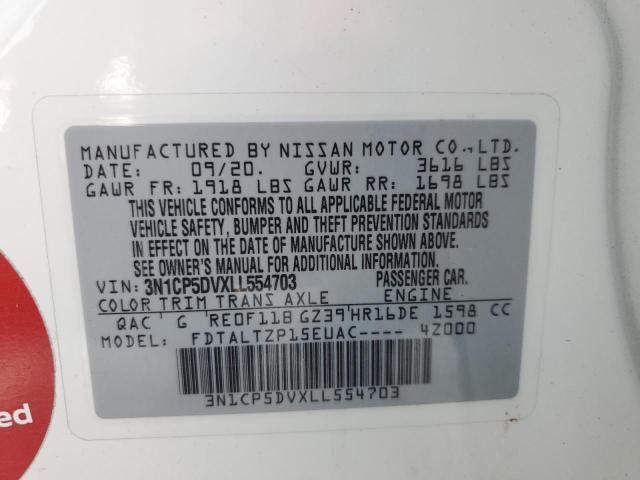 MANUFACTURED BY NISSAN MOTOR CO., LTD.
DATE: 09/20. GVWR: 3616 LBS
GAWR FR: 1918 LBS GAWR RR: 1698 LBS
THIS VEHICLE CONFORMS TO ALL APPLICABLE FEDERAL MOTOR
VEHICLE SAFETY, BUMPER AND THEFT PREVENTION STANDARDS
IN EFFECT ON THE DATE OF MANUFACTURE SHOWN ABOVE.
SEE OWNER'S MANUAL FOR ADDITIONAL INFORMATION.
VIN: 3N1CP5DVXLL554703 PASSENGER CAR.
COLOR TRIM TRANS AXLE ENGINE
QAC' G 'RE0F11B GZ39'HR16DE 1598 CC
MODEL: FDTALTZP15EUAC---- 4Z000
3N1CP5DVXLL554703
ed